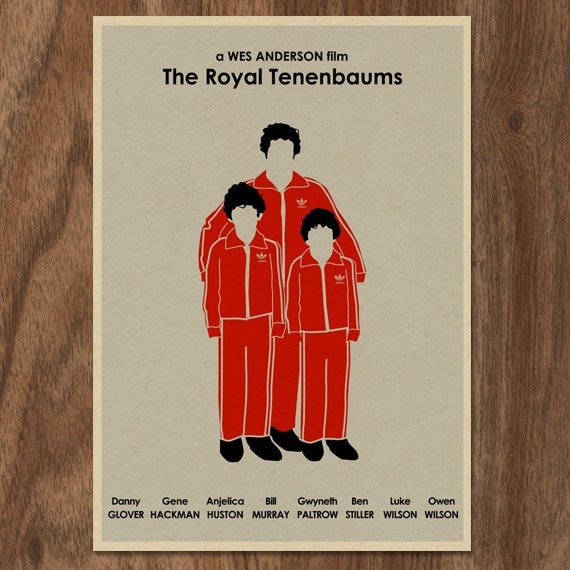 a WES ANDERSON film
The Royal Tenenbaums
Danny Gene Anjelica Bill Gwyneth Ben Luke Owen
GLOVER HACKMAN HUSTON MURRAY PALTROW STILLER WILSON WILSON